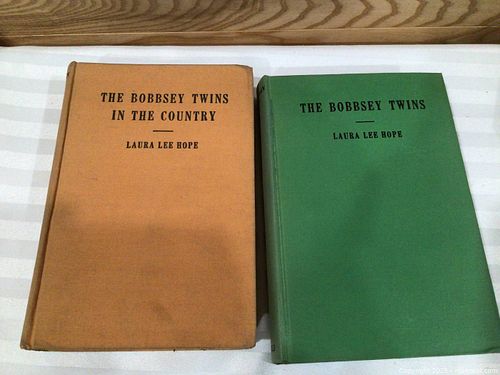 THE BOBBSEY TWINS
IN THE COUNTRY
LAURA LEE HOPE
THE BOBBSEY TWINS
LAURA LEE HOPE